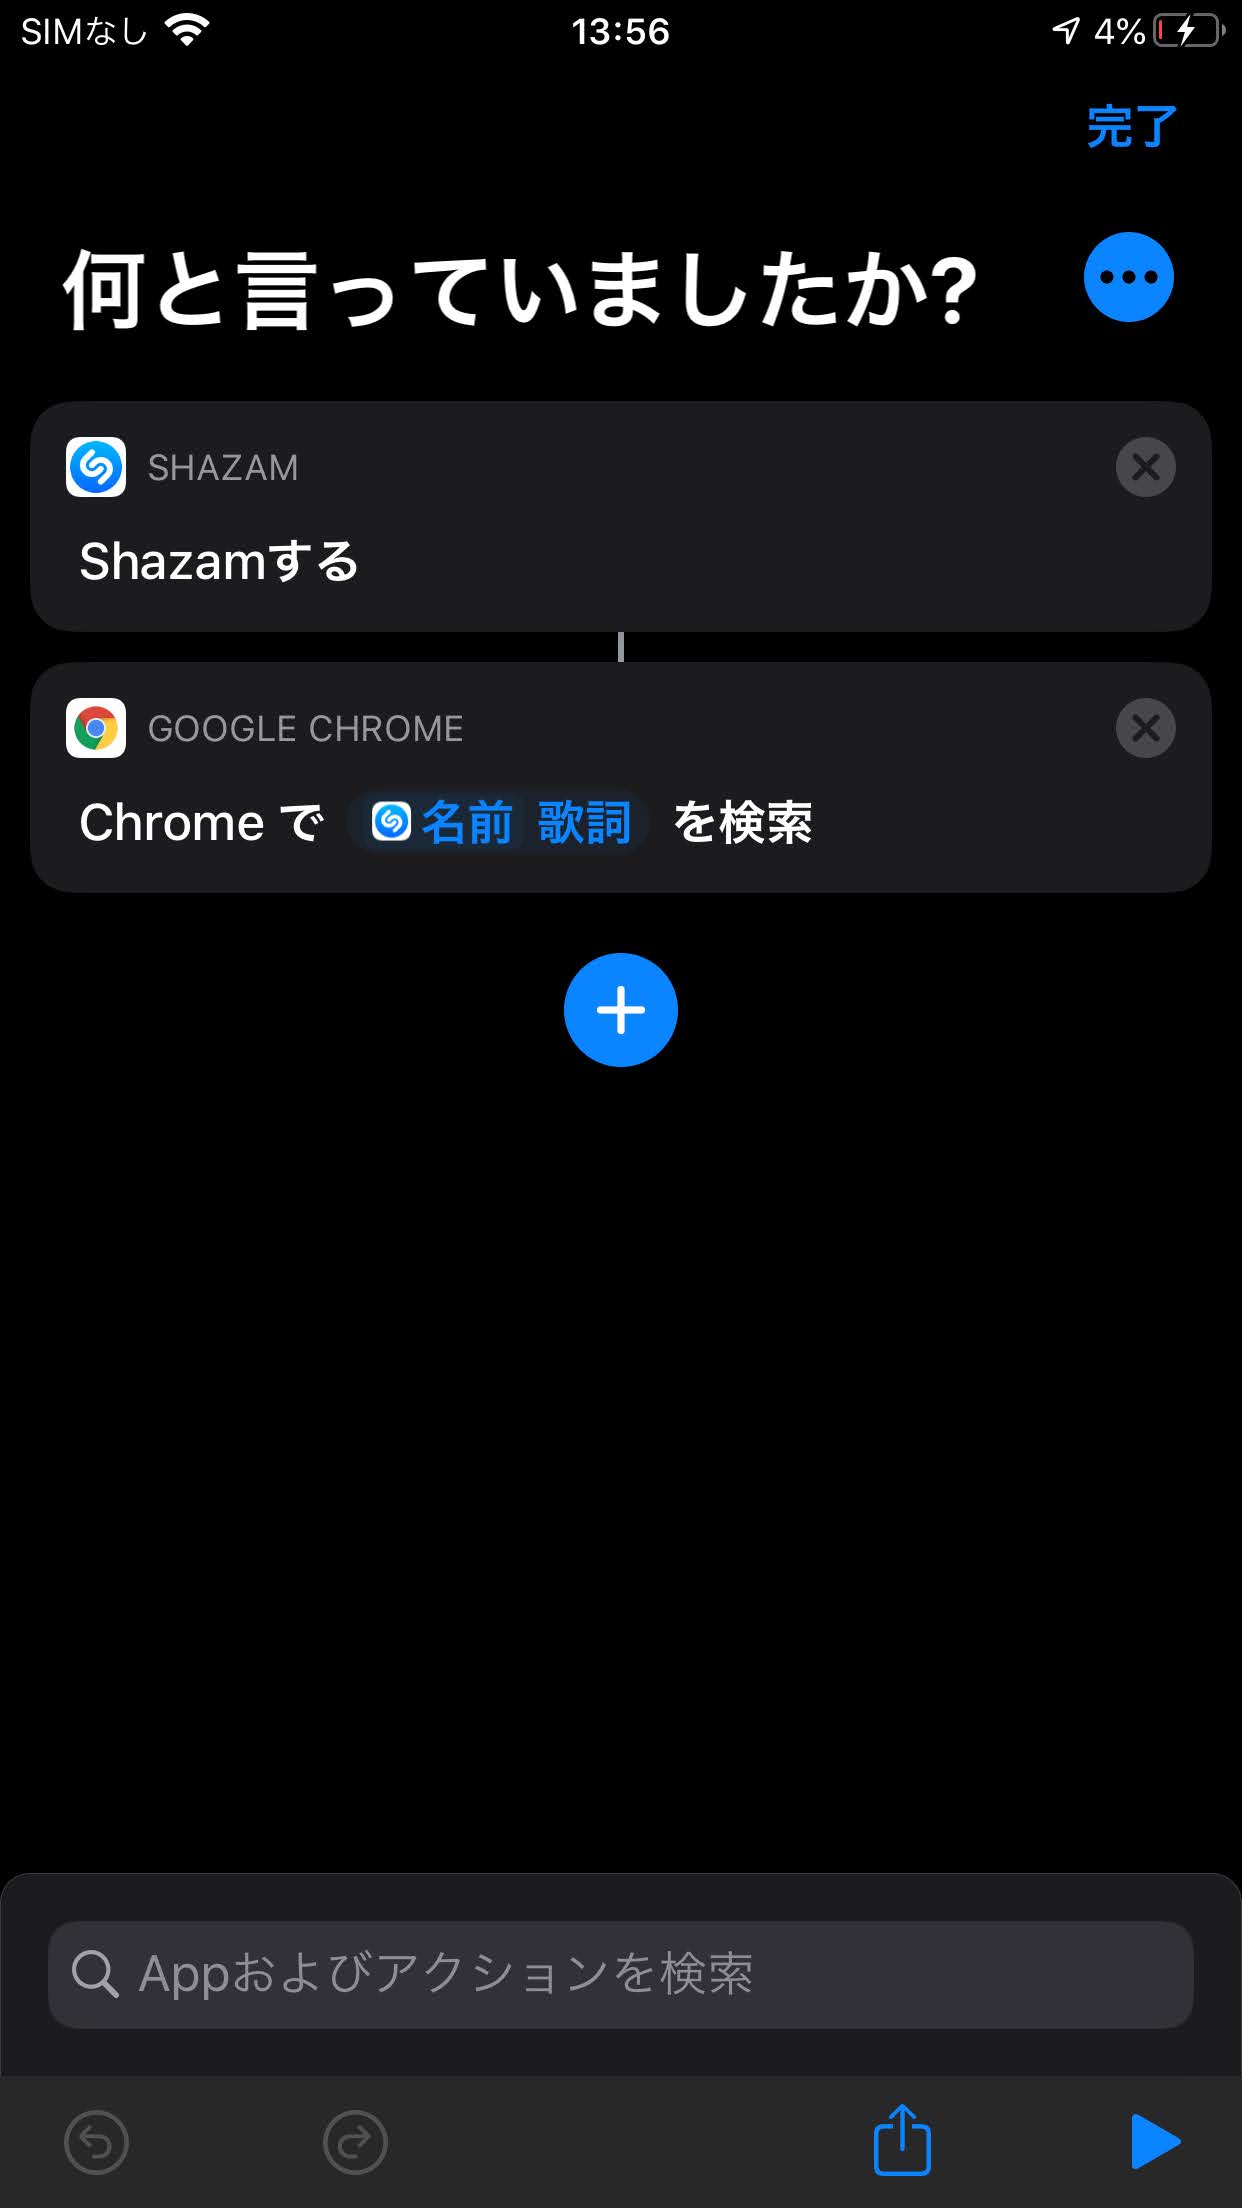 SIMなし 13:56 4%
完了
何と言っていましたか?
SHAZAM
Shazamする
GOOGLE CHROME
Chrome で 名前 歌詞 を検索
Appおよびアクションを検索